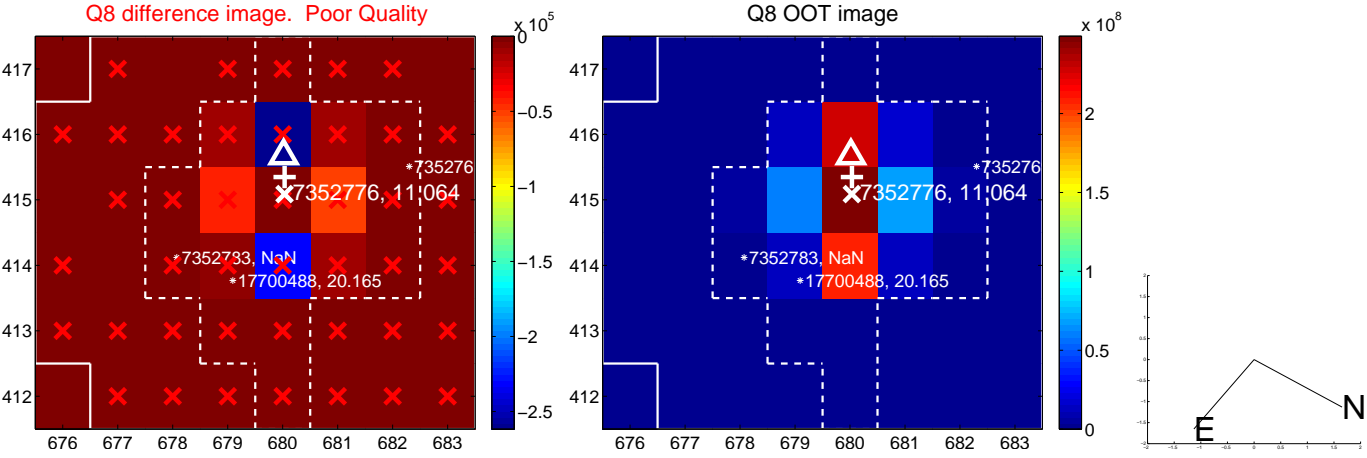 Q8 difference image. Poor Quality
x 10^5
417
416
415
414
413
412
676 677 678 679 680 681 682 683
0
−0.5
−1
−1.5
−2
−2.5
7352776, 11.064
*735276
*7352783, NaN
*17700488, 20.165
Q8 OOT image
x 10^8
417
416
415
414
413
412
676 677 678 679 680 681 682 683
2
1.5
1
0.5
0
7352776, 11.064
*735276
*7352783, NaN
*17700488, 20.165
E
N